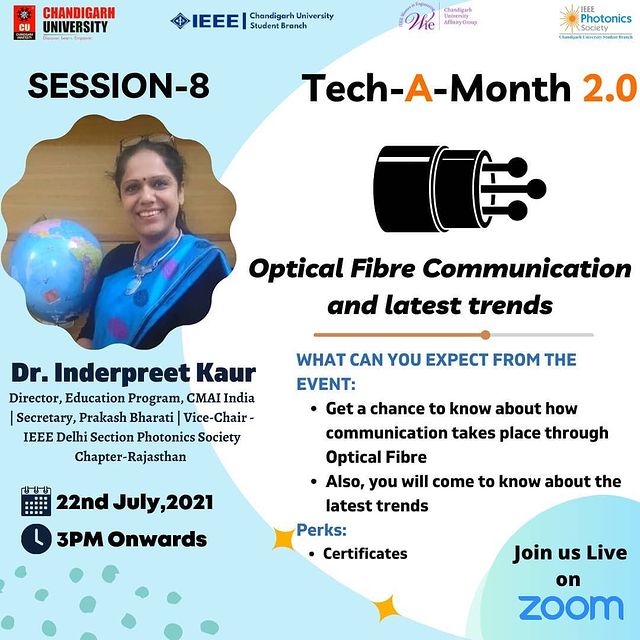 CHANDIGARH
UNIVERSITY
Discover. Learn. Empower.
IEEE
Chandigarh University
Student Branch
Chandigarh
University
Affinity Group
IEEE
Photonics
Society
Chandigarh University Student Branch
SESSION-8
Tech-A-Month 2.0
Optical Fibre Communication
and latest trends
Dr. Inderpreet Kaur
Director, Education Program, CMAI India
| Secretary, Prakash Bharati | Vice-Chair -
IEEE Delhi Section Photonics Society
Chapter-Rajasthan
22nd July,2021
3PM Onwards
WHAT CAN YOU EXPECT FROM THE
EVENT:
• Get a chance to know about how
communication takes place through
Optical Fibre
• Also, you will come to know about the
latest trends
Perks:
• Certificates
Join us Live
on
zoom